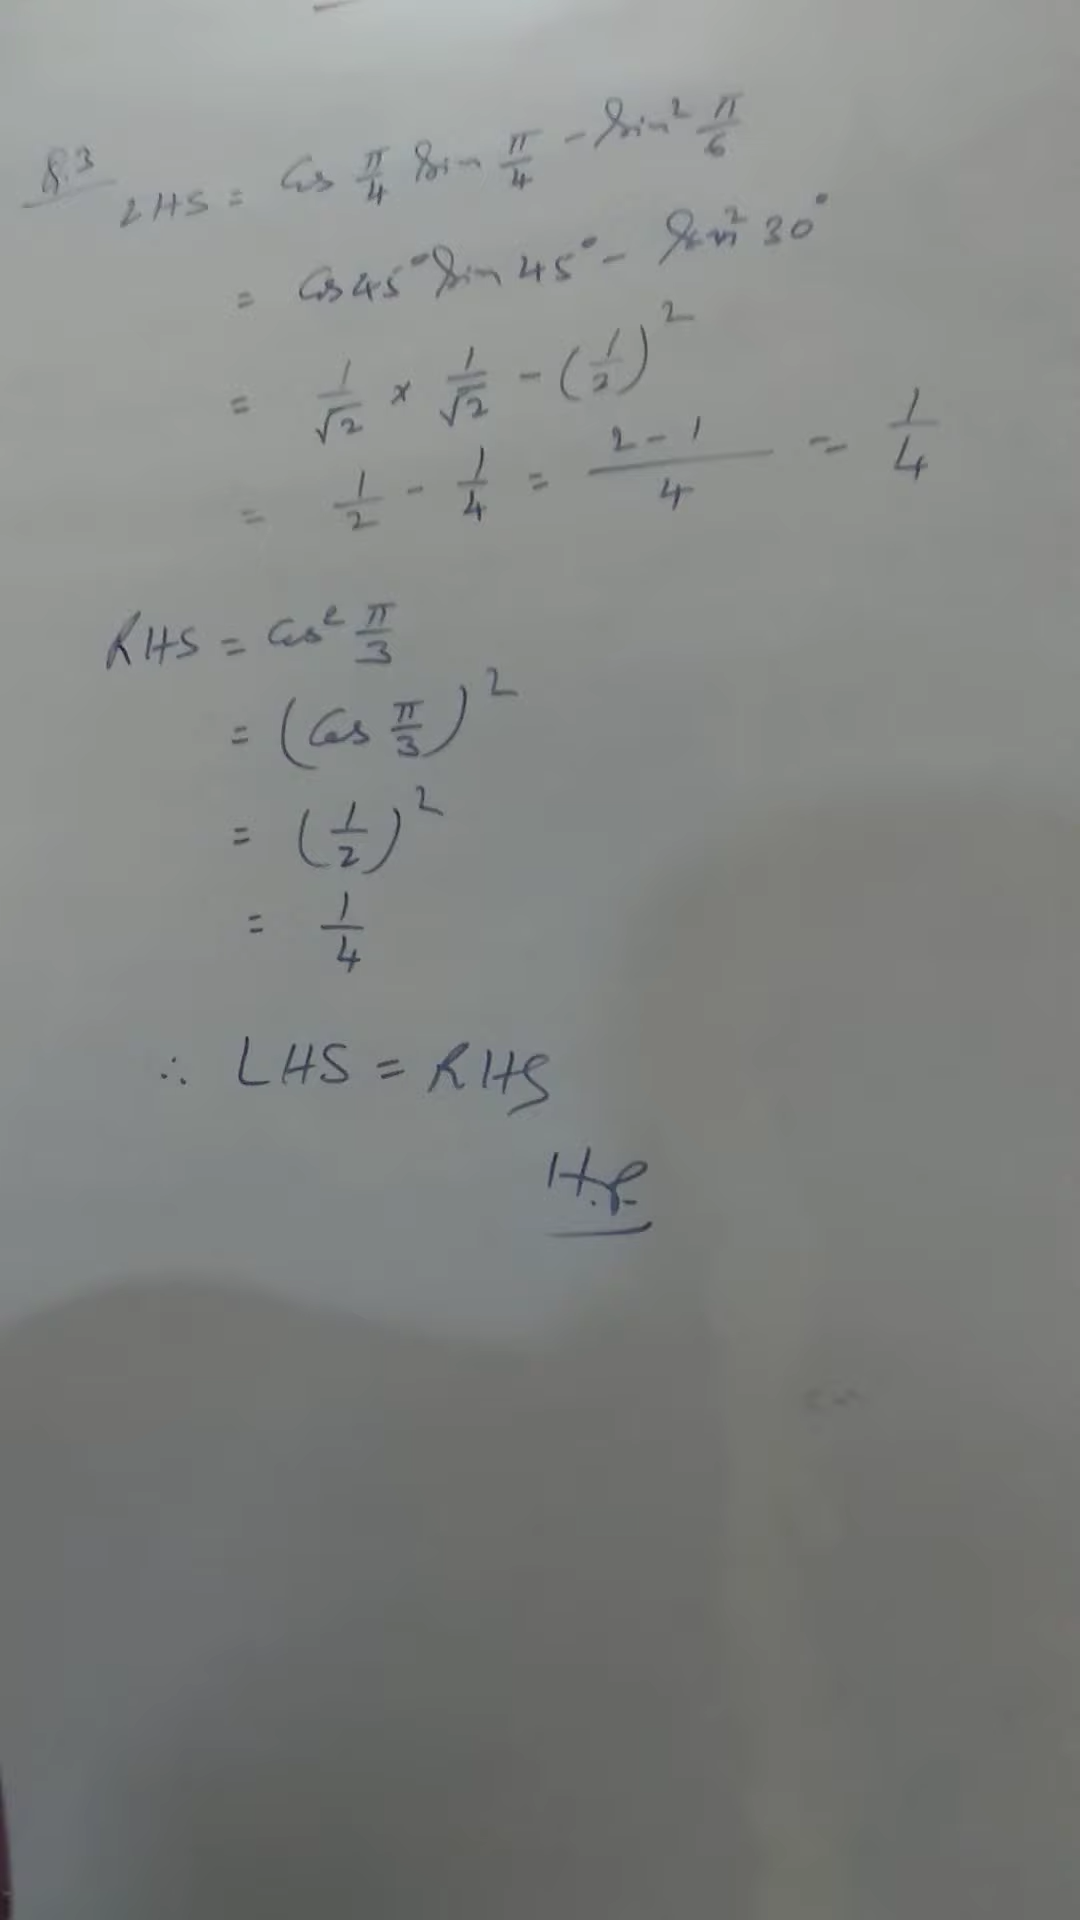 Q.3
LHS = Cos π/4 Sin π/4 - Sin² π/6
= Cos 45° Sin 45° - Sin² 30°
= 1/√2 × 1/√2 - (1/2)²
= 1/2 - 1/4 = 2-1/4 = 1/4
RHS = Cos² π/3
= (Cos π/3)²
= (1/2)²
= 1/4
∴ LHS = RHS
H.P.